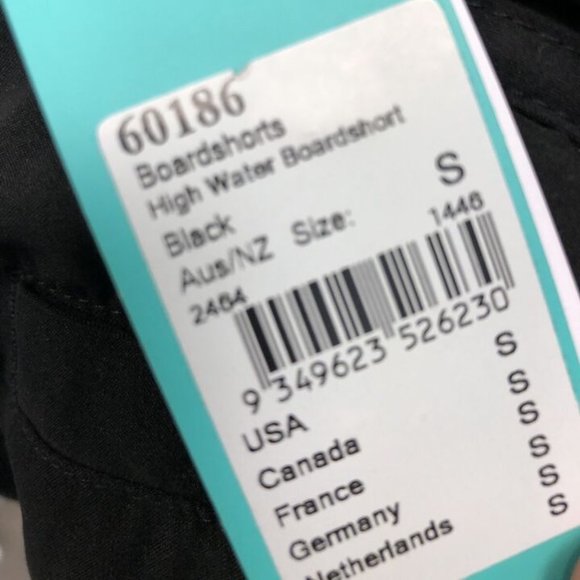 60186
Boardshorts
High Water Boardshort
Black
Aus/NZ Size: S
2464 1446
9 349623 526230
USA S
Canada S
France S
Germany S
Netherlands S
S